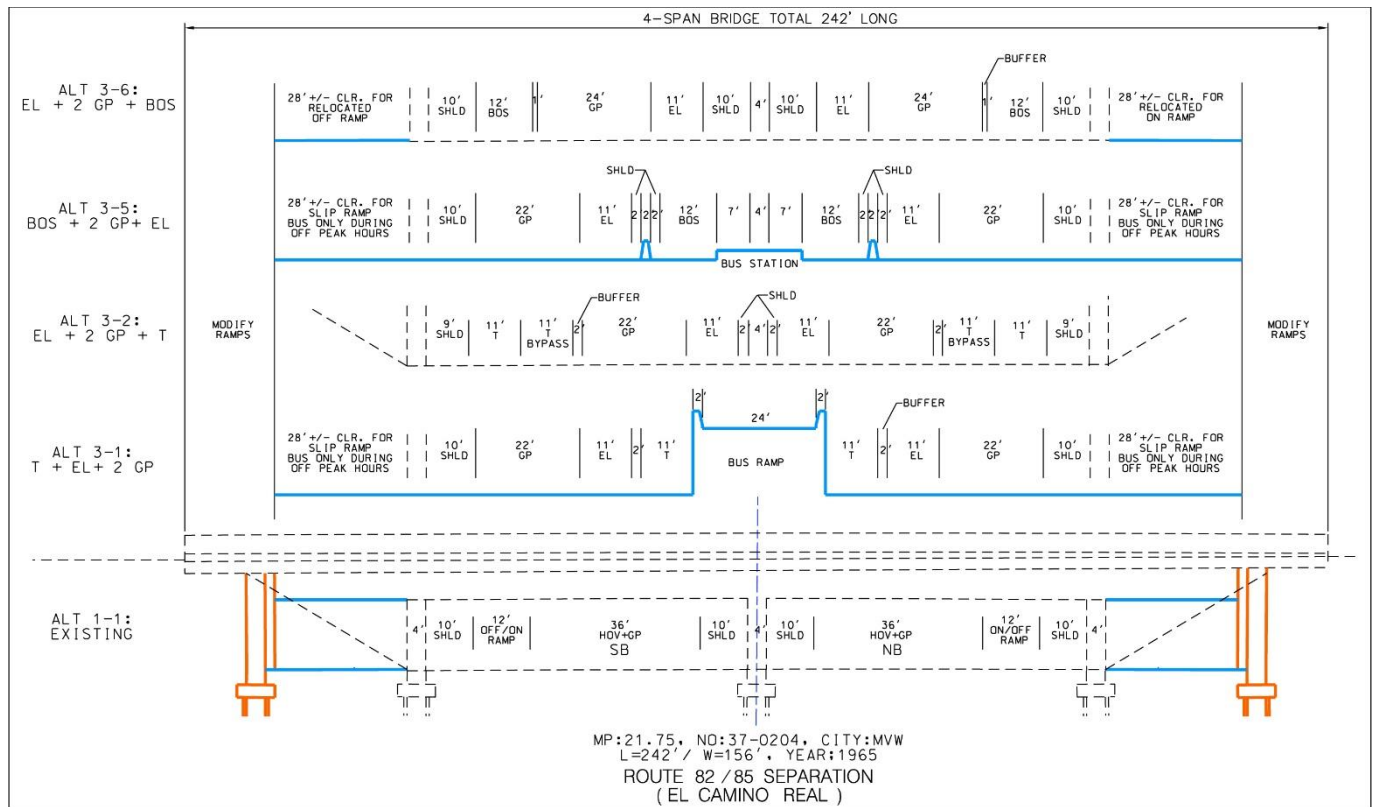 4-SPAN BRIDGE TOTAL 242' LONG
BUFFER
ALT 3-6:
EL + 2 GP + BOS
28'+/- CLR. FOR
RELOCATED
OFF RAMP
10'
SHLD
12'
BOS
1'
24'
GP
11'
EL
10'
SHLD
4'
10'
SHLD
11'
EL
24'
GP
1'
12'
BOS
10'
SHLD
28'+/- CLR. FOR
RELOCATED
ON RAMP
SHLD
SHLD
ALT 3-5:
BOS + 2 GP+ EL
28'+/- CLR. FOR
SLIP RAMP
BUS ONLY DURING
OFF PEAK HOURS
10'
SHLD
22'
GP
11'
EL
2'
2'
2'
12'
BOS
7'
4'
7'
12'
BOS
2'
2'
2'
11'
EL
22'
GP
10'
SHLD
28'+/- CLR. FOR
SLIP RAMP
BUS ONLY DURING
OFF PEAK HOURS
BUS STATION
BUFFER
SHLD
ALT 3-2:
EL + 2 GP + T
MODIFY
RAMPS
9'
SHLD
11'
T
11'
T
BYPASS
2'
22'
GP
11'
EL
2'
4'
2'
11'
EL
22'
GP
2'
11'
T
BYPASS
11'
T
9'
SHLD
MODIFY
RAMPS
2'
24'
2'
BUFFER
ALT 3-1:
T + EL+ 2 GP
28'+/- CLR. FOR
SLIP RAMP
BUS ONLY DURING
OFF PEAK HOURS
10'
SHLD
22'
GP
11'
EL
2'
11'
T
BUS RAMP
11'
T
2'
11'
EL
22'
GP
10'
SHLD
28'+/- CLR. FOR
SLIP RAMP
BUS ONLY DURING
OFF PEAK HOURS
ALT 1-1:
EXISTING
4'
10'
SHLD
12'
OFF/ON
RAMP
36'
HOV+GP
SB
10'
SHLD
4'
10'
SHLD
36'
HOV+GP
NB
12'
ON/OFF
RAMP
10'
SHLD
4'
MP:21.75, NO:37-0204, CITY:MVW
L=242'/ W=156', YEAR:1965
ROUTE 82 /85 SEPARATION
( EL CAMINO REAL )